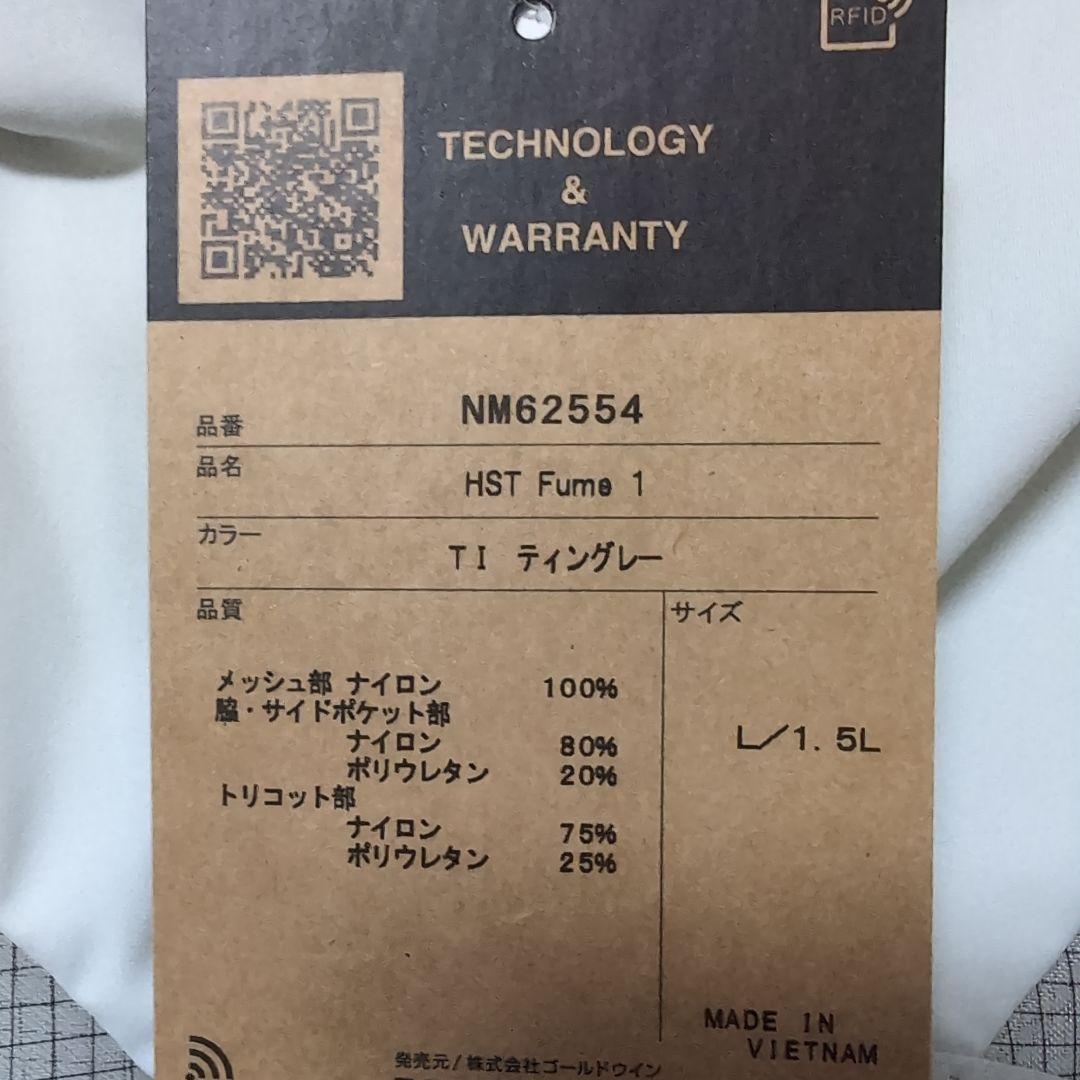 RFID
TECHNOLOGY
&
WARRANTY
品番 NM62554
品名 HST Fume 1
カラー TI ティングレー
品質 サイズ
メッシュ部 ナイロン 100%
脇・サイドポケット部
ナイロン 80%
L/1.5L
ポリウレタン 20%
トリコット部
ナイロン 75%
ポリウレタン 25%
MADE IN
VIETNAM
発売元/株式会社ゴールドウイン